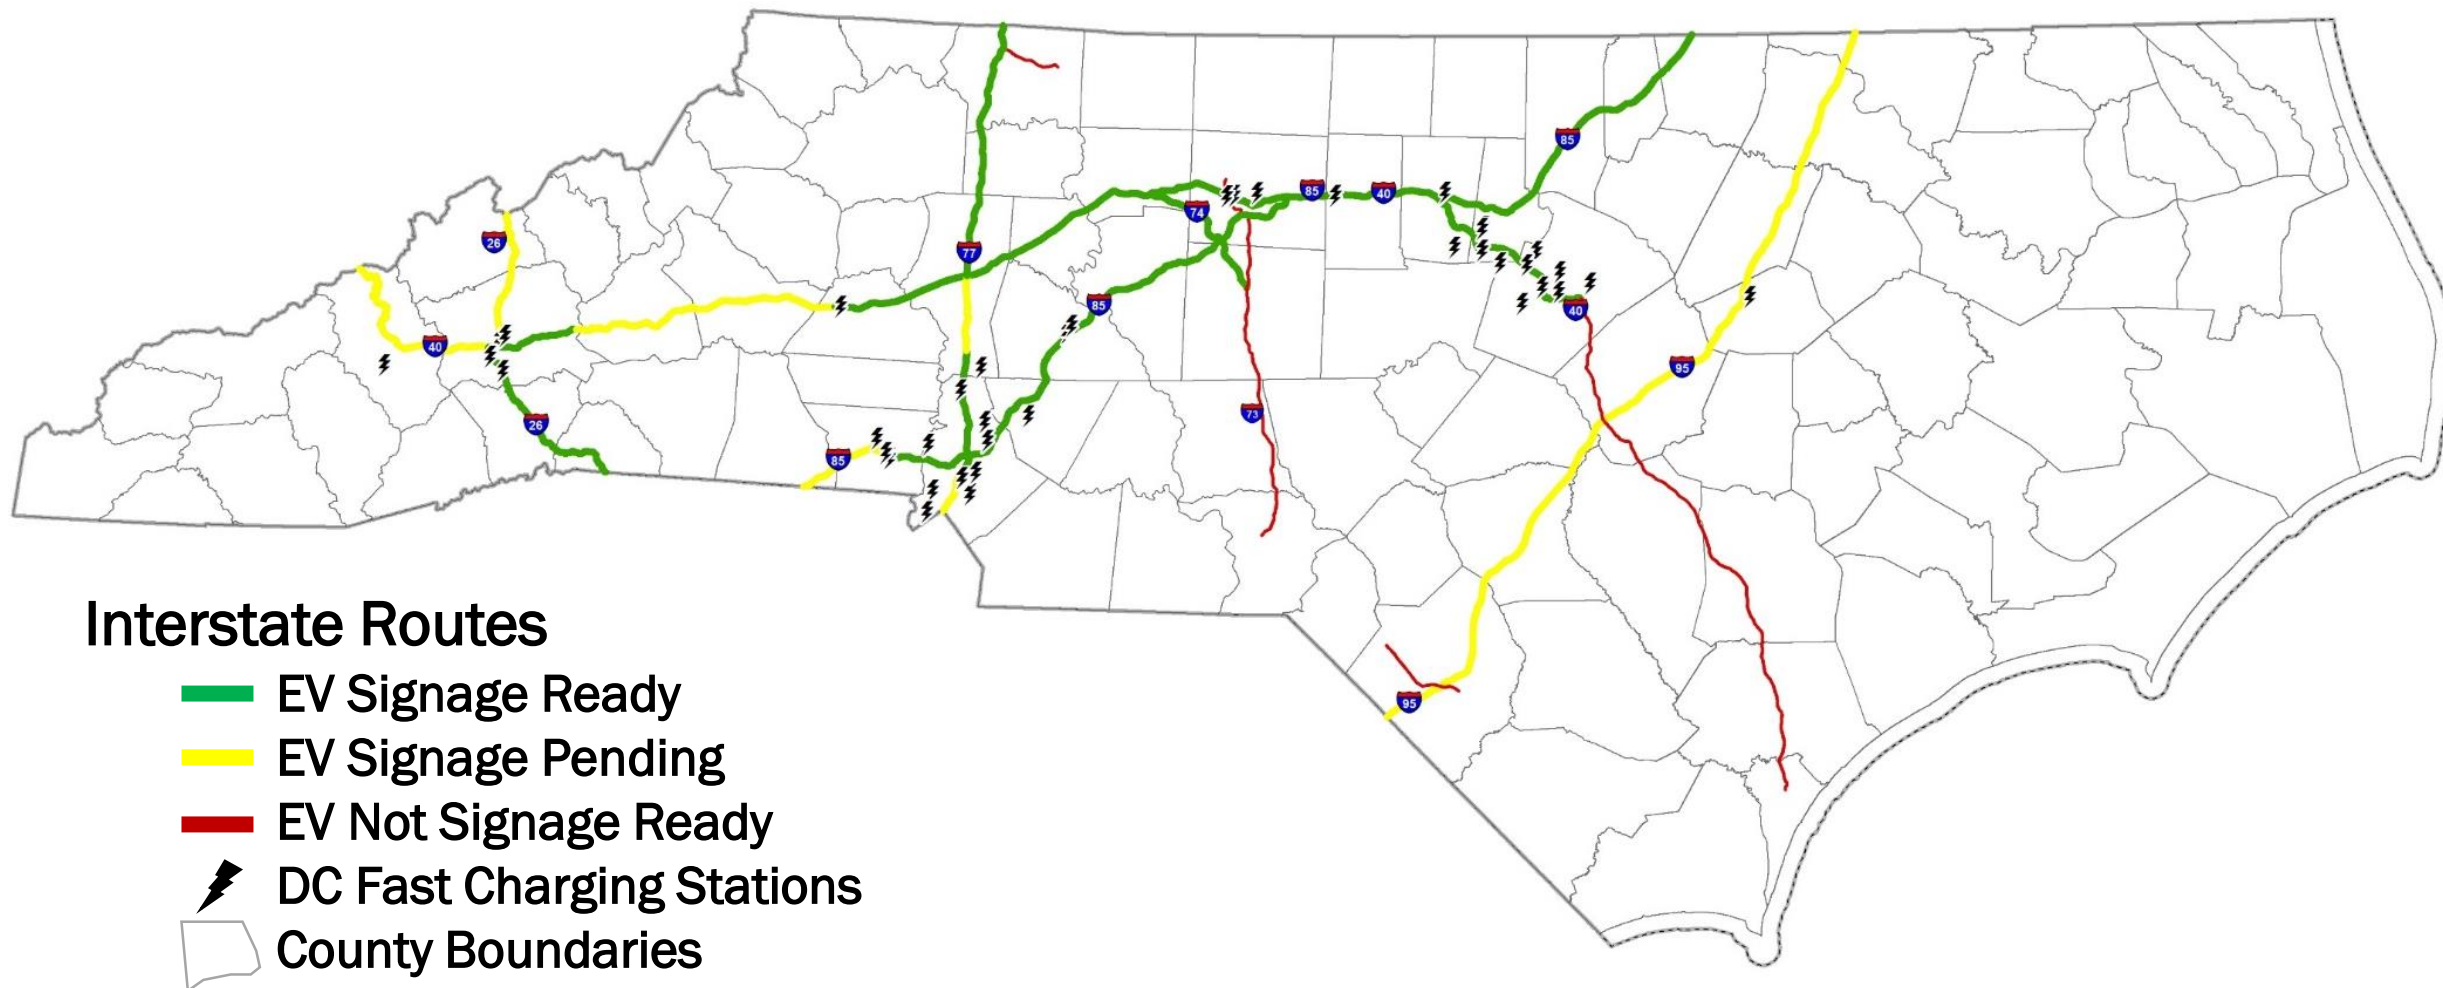 26
77
74
85
40
85
40
85
40
95
26
73
85
95
Interstate Routes
EV Signage Ready
EV Signage Pending
EV Not Signage Ready
DC Fast Charging Stations
County Boundaries